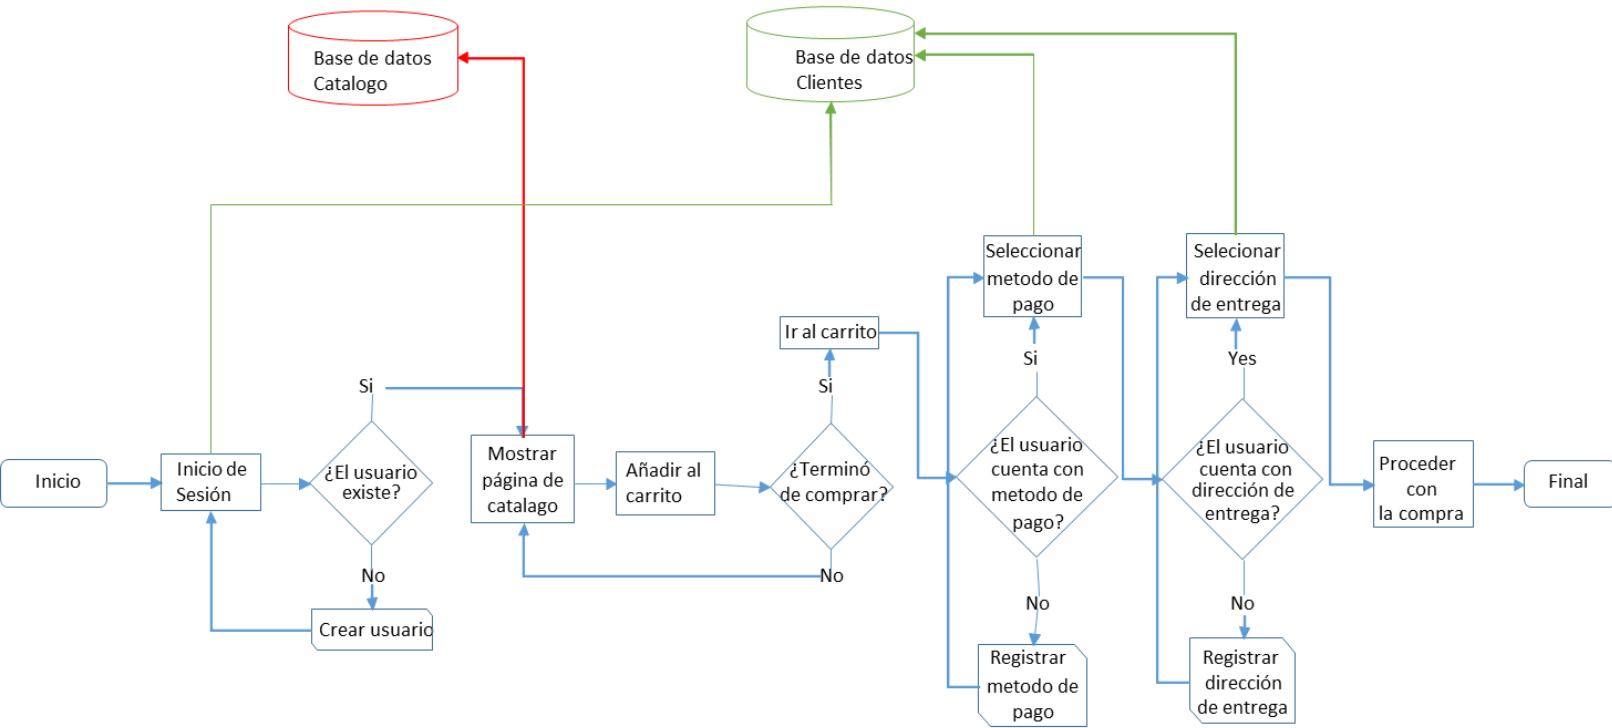 Base de datos
Catalogo
Base de datos
Clientes
Inicio
Inicio de
Sesión
¿El usuario
existe?
Si
No
Crear usuario
Mostrar
página de
catalago
Añadir al
carrito
¿Terminó
de comprar?
Si
No
Ir al carrito
Seleccionar
metodo de
pago
Si
¿El usuario
cuenta con
metodo de
pago?
No
Registrar
metodo de
pago
Selecionar
dirección
de entrega
Yes
¿El usuario
cuenta con
dirección de
entrega?
No
Registrar
dirección
de entrega
Proceder
con
la compra
Final